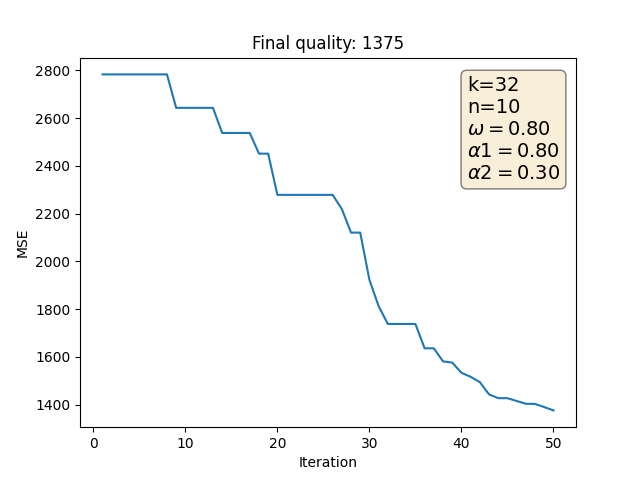 Final quality: 1375
k=32
n=10
ω = 0.80
α1 = 0.80
α2 = 0.30
MSE
2800
2600
2400
2200
2000
1800
1600
1400
0 10 20 30 40 50
Iteration